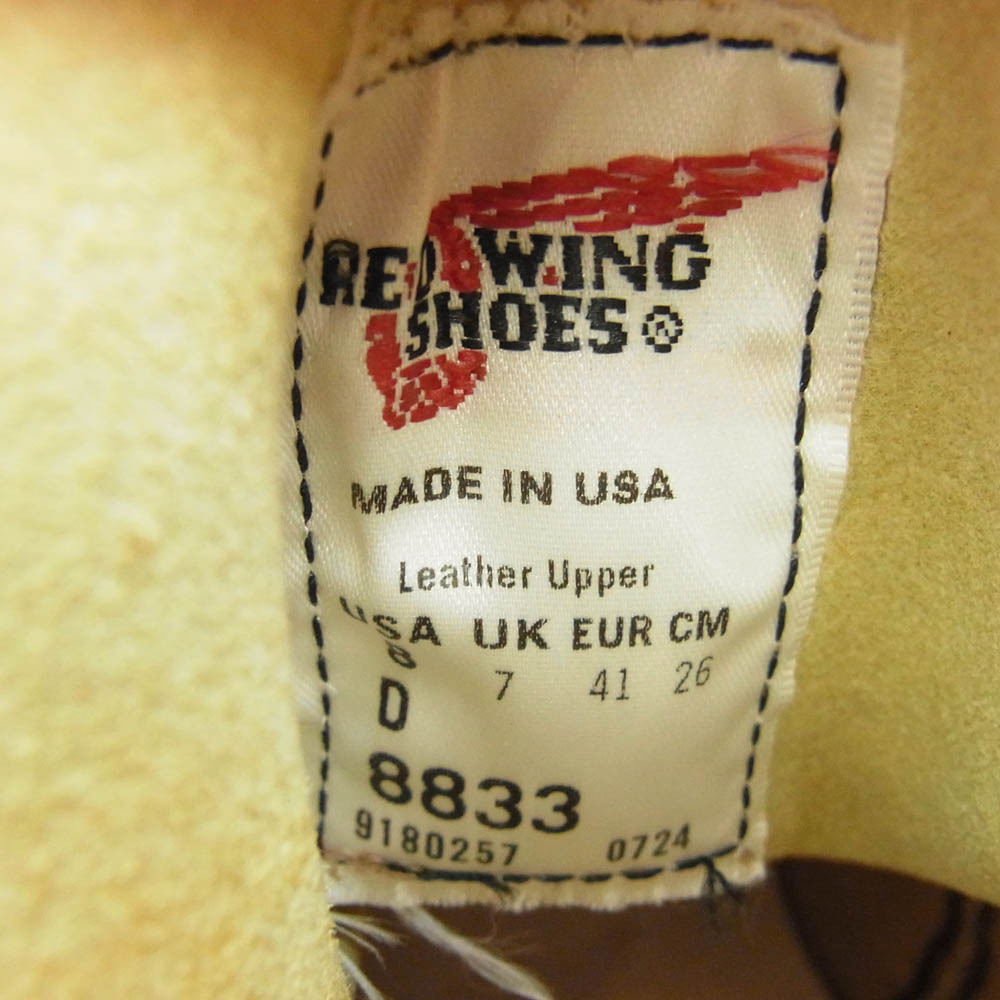 RED WING
SHOES ®
MADE IN USA
Leather Upper
USA UK EUR CM
8 7 41 26
D
8833
9180257 0724